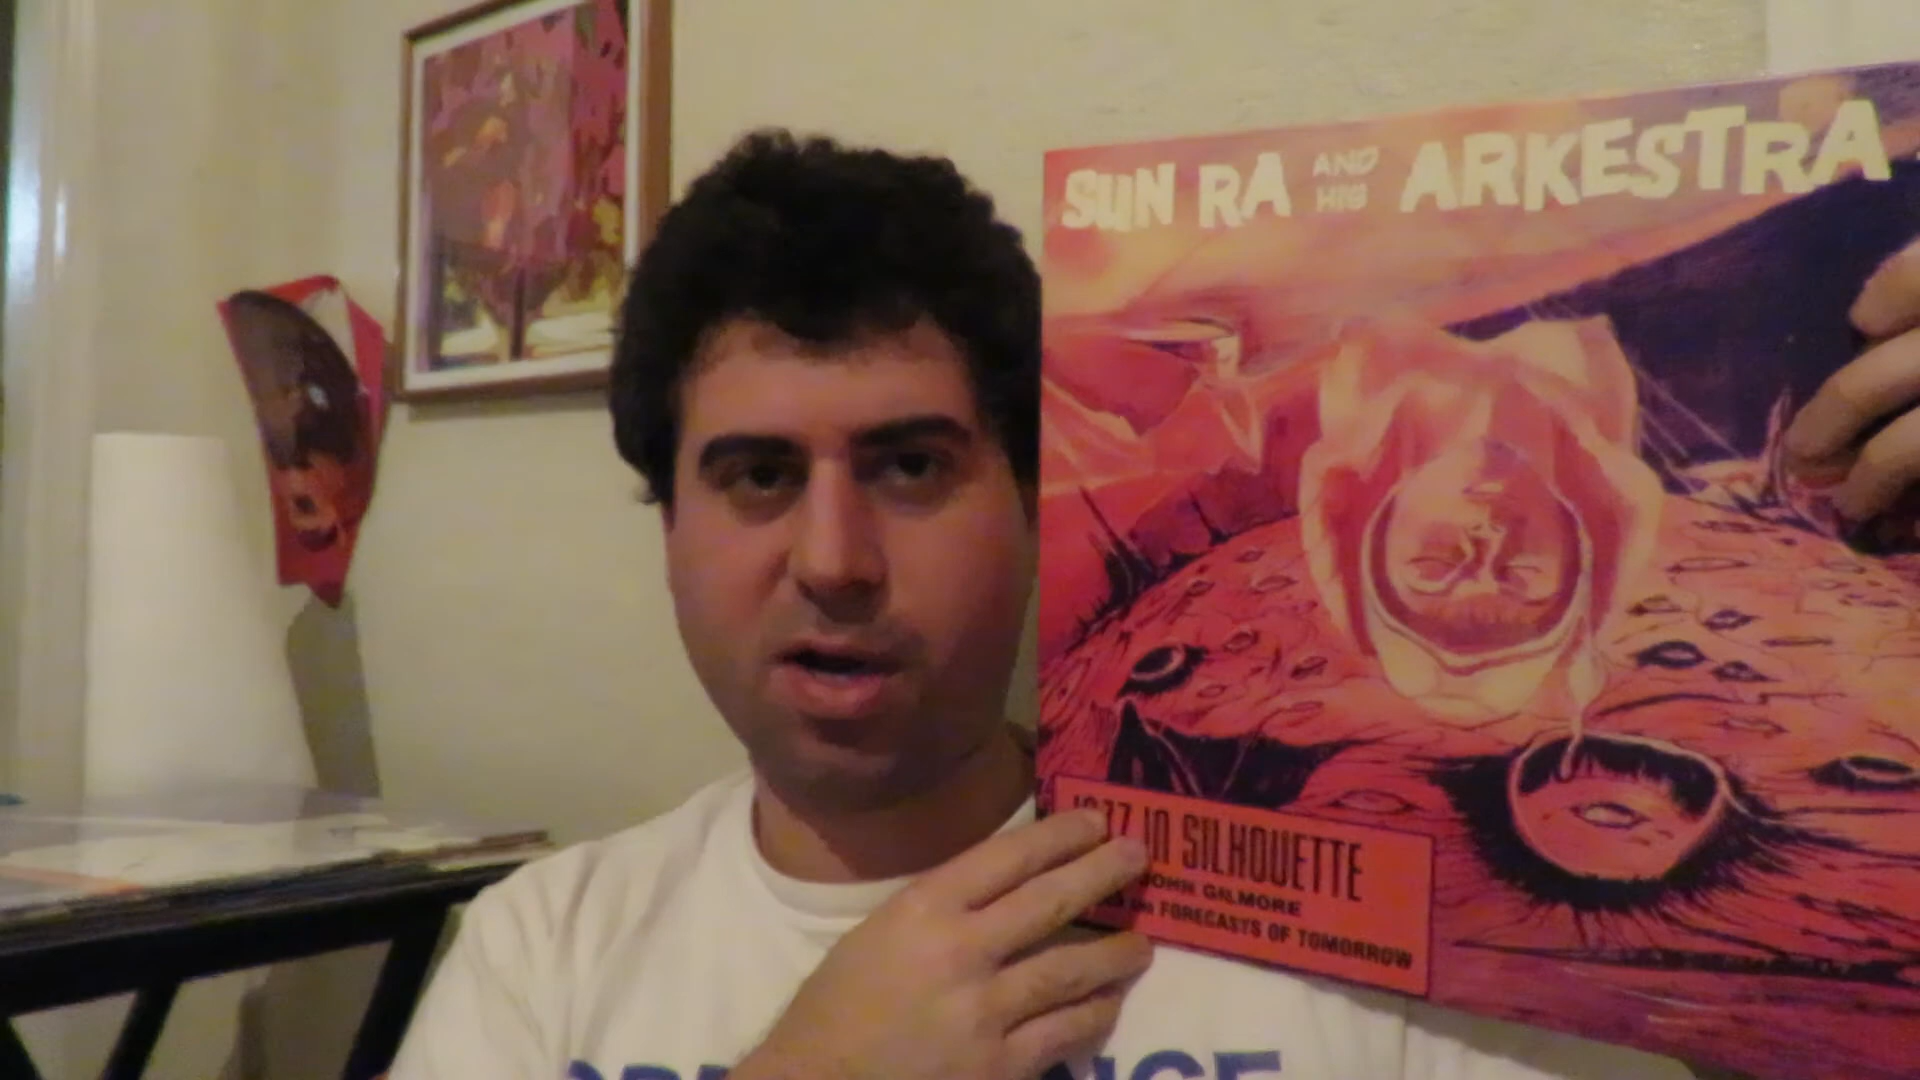 SUN RA AND HIS ARKESTRA
IN SILHOUETTE
JOHN GILMORE
FORECASTS OF TOMORROW